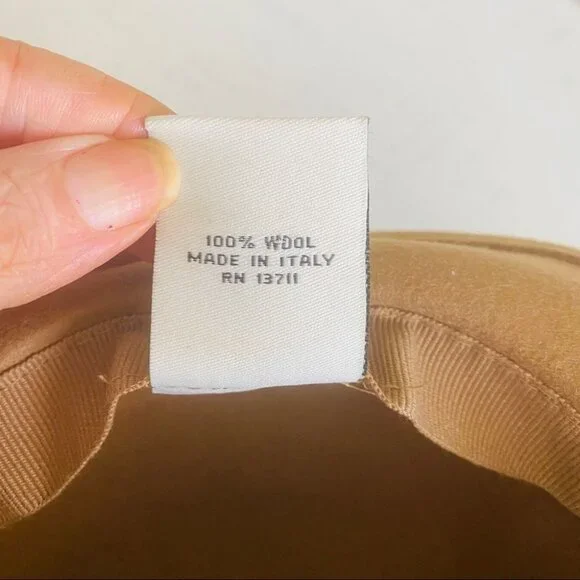 100% WOOL
MADE IN ITALY
RN 13711